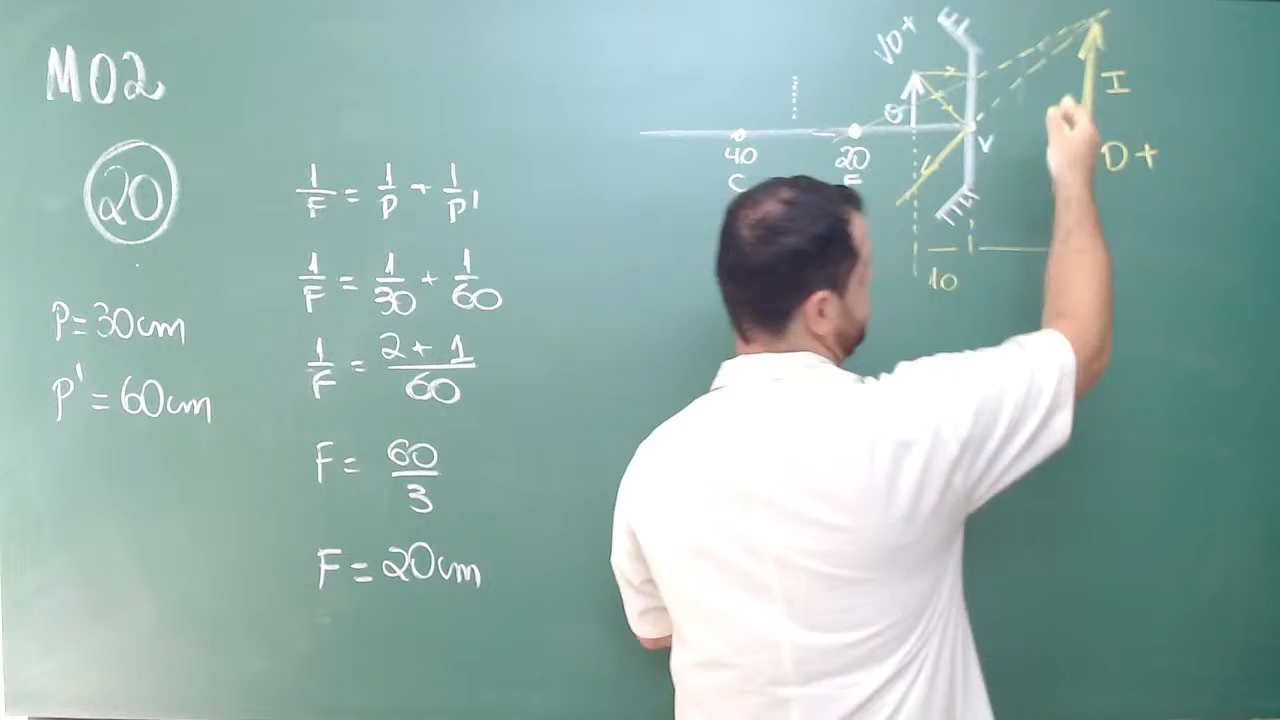 M02
20
P=30cm
P'=60cm
1/F = 1/P + 1/P'
1/F = 1/30 + 1/60
1/F = 2+1/60
F= 60/3
F=20cm
VD+
O
I
40
20
V
C
F
D+
10